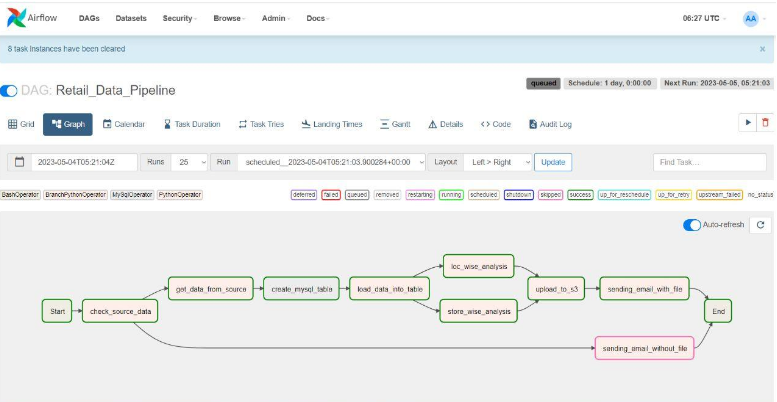 Airflow DAGs Datasets Security Browse Admin Docs 06:27 UTC AA
8 task instances have been cleared ×
DAG: Retail_Data_Pipeline queued Schedule: 1 day, 0:00:00 Next Run: 2023-06-05, 05:21:03
Grid Graph Calendar Task Duration Task Tries Landing Times Gantt Details Code Audit Log
2023-06-04T05:21:04Z Runs 25 Run scheduled__2023-06-04T05:21:03.900284+00:00 Layout Left > Right Update Find Task...
BashOperator BranchPythonOperator MySqlOperator PythonOperator deferred failed queued removed restarting running scheduled shutdown skipped success up_for_reschedule up_for_retry upstream_failed no_status
Auto-refresh
loc_wise_analysis
get_data_from_source create_mysql_table load_data_into_table upload_to_s3 sending_email_with_file
Start check_source_data store_wise_analysis End
sending_email_without_file